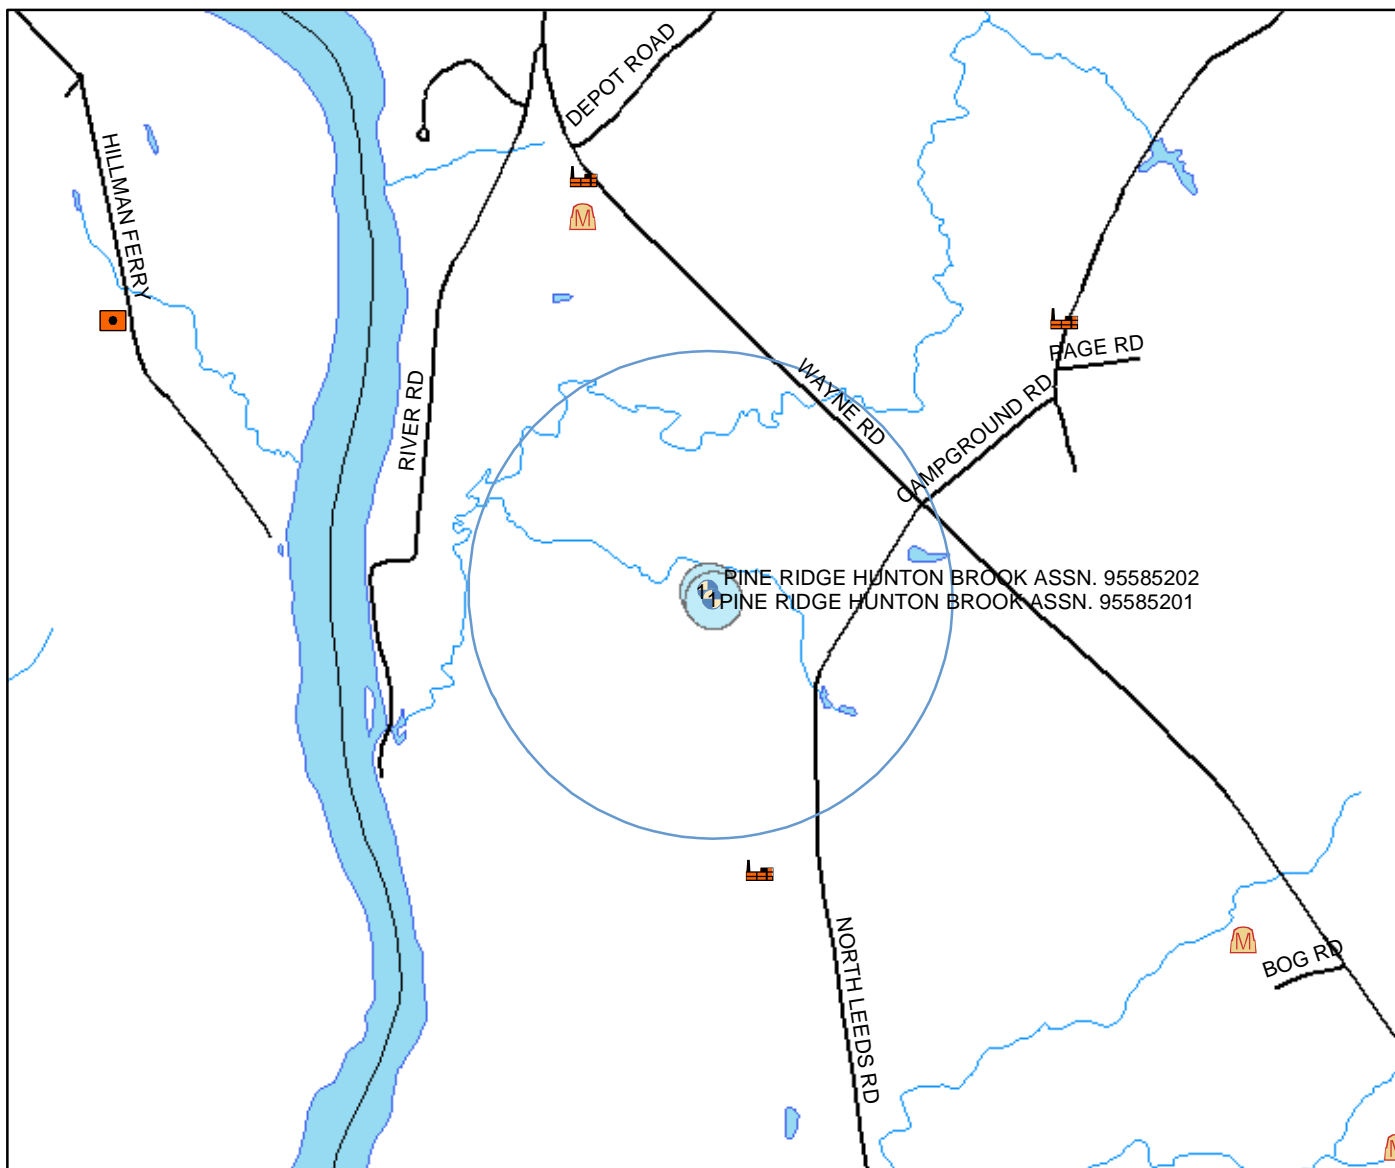 DEPOT ROAD
HILLMAN FERRY
M
PAGE RD
WAYNE RD
RIVER RD
CAMPGROUND RD
PINE RIDGE HUNTON BROOK ASSN. 95585202
11
PINE RIDGE HUNTON BROOK ASSN. 95585201
M
BOG RD
NORTH LEEDS RD
M